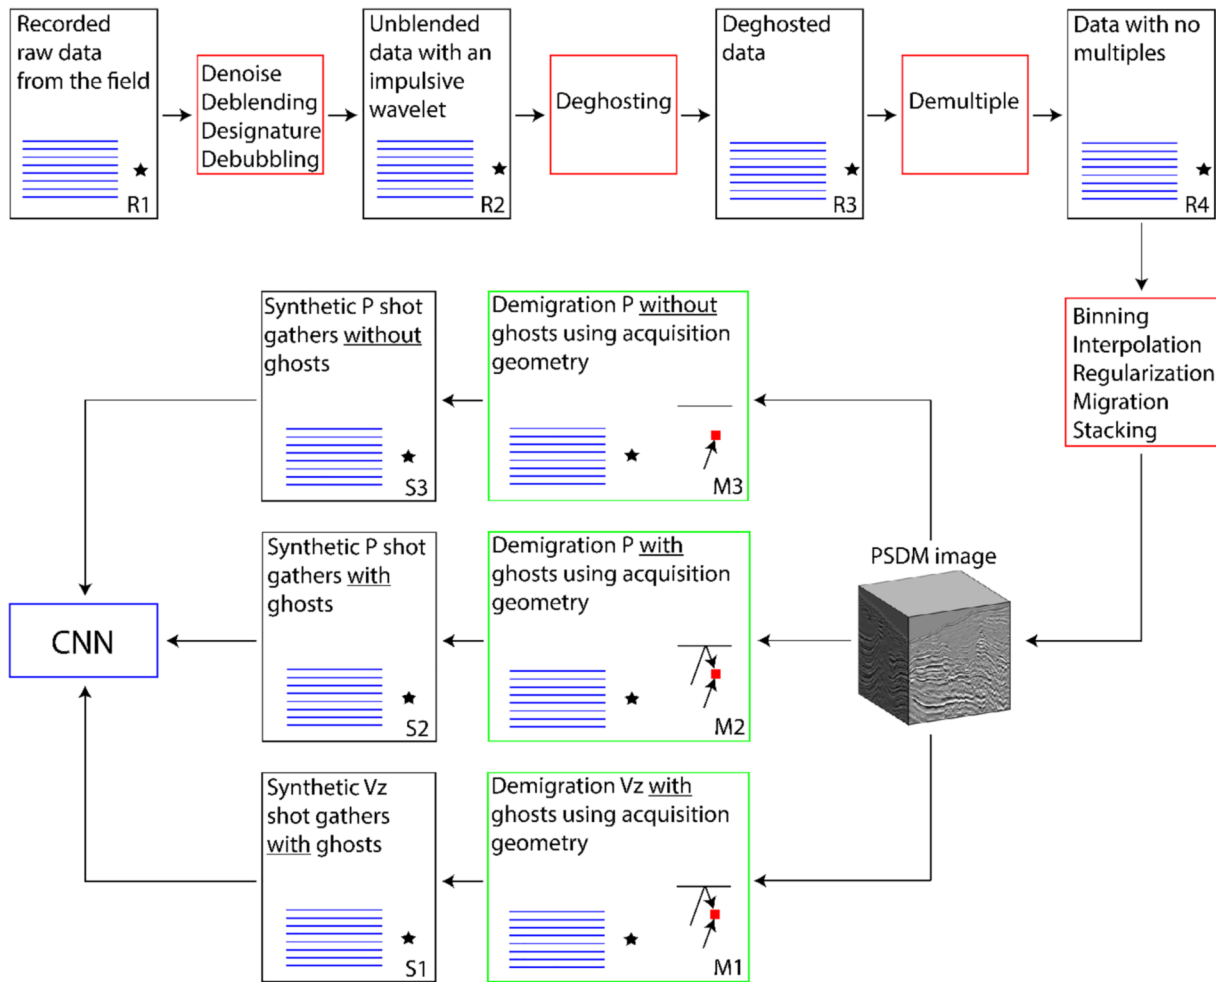 Recorded
raw data
from the field
R1
Denoise
Deblending
Designature
Debubbling
Unblended
data with an
impulsive
wavelet
R2
Deghosting
Deghosted
data
R3
Demultiple
Data with no
multiples
R4
Binning
Interpolation
Regularization
Migration
Stacking
Synthetic P shot
gathers without
ghosts
S3
Demigration P without
ghosts using acquisition
geometry
M3
PSDM image
Synthetic P shot
gathers with
ghosts
S2
Demigration P with
ghosts using acquisition
geometry
M2
CNN
Synthetic Vz
shot gathers
with ghosts
S1
Demigration Vz with
ghosts using acquisition
geometry
M1